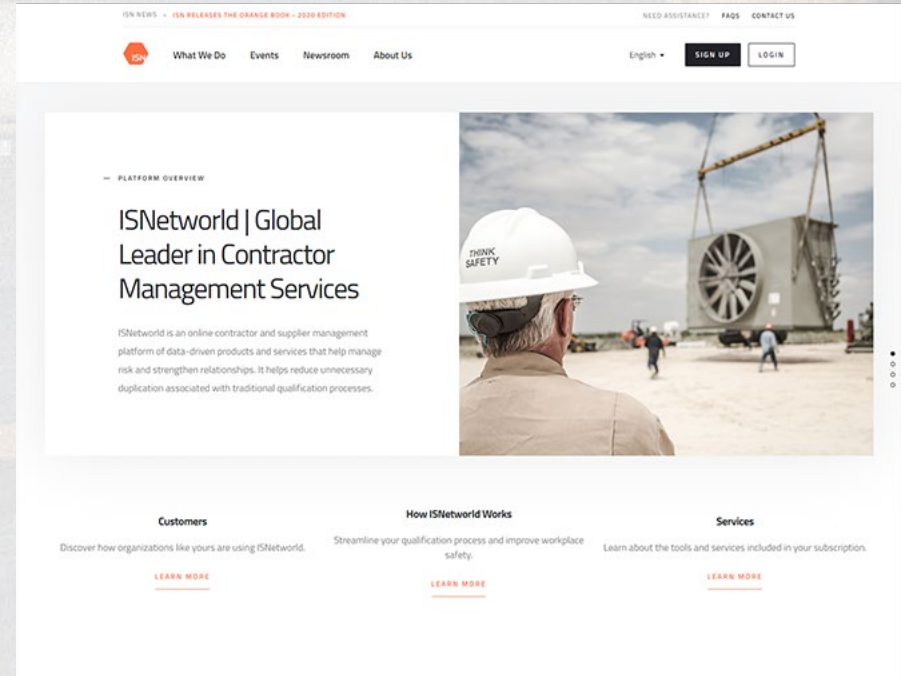 ISN NEWS • ISN RELEASES THE ORANGE BOOK – 2020 EDITION
NEED ASSISTANCE? FAQS CONTACT US
ISN What We Do Events Newsroom About Us English SIGN UP LOGIN
— PLATFORM OVERVIEW
ISNetworld | Global
Leader in Contractor
Management Services
ISNetworld is an online contractor and supplier management
platform of data-driven products and services that help manage
risk and strengthen relationships. It helps reduce unnecessary
duplication associated with traditional qualification processes.
THINK
SAFETY
Customers
Discover how organizations like yours are using ISNetworld.
LEARN MORE
How ISNetworld Works
Streamline your qualification process and improve workplace
safety.
LEARN MORE
Services
Learn about the tools and services included in your subscription.
LEARN MORE